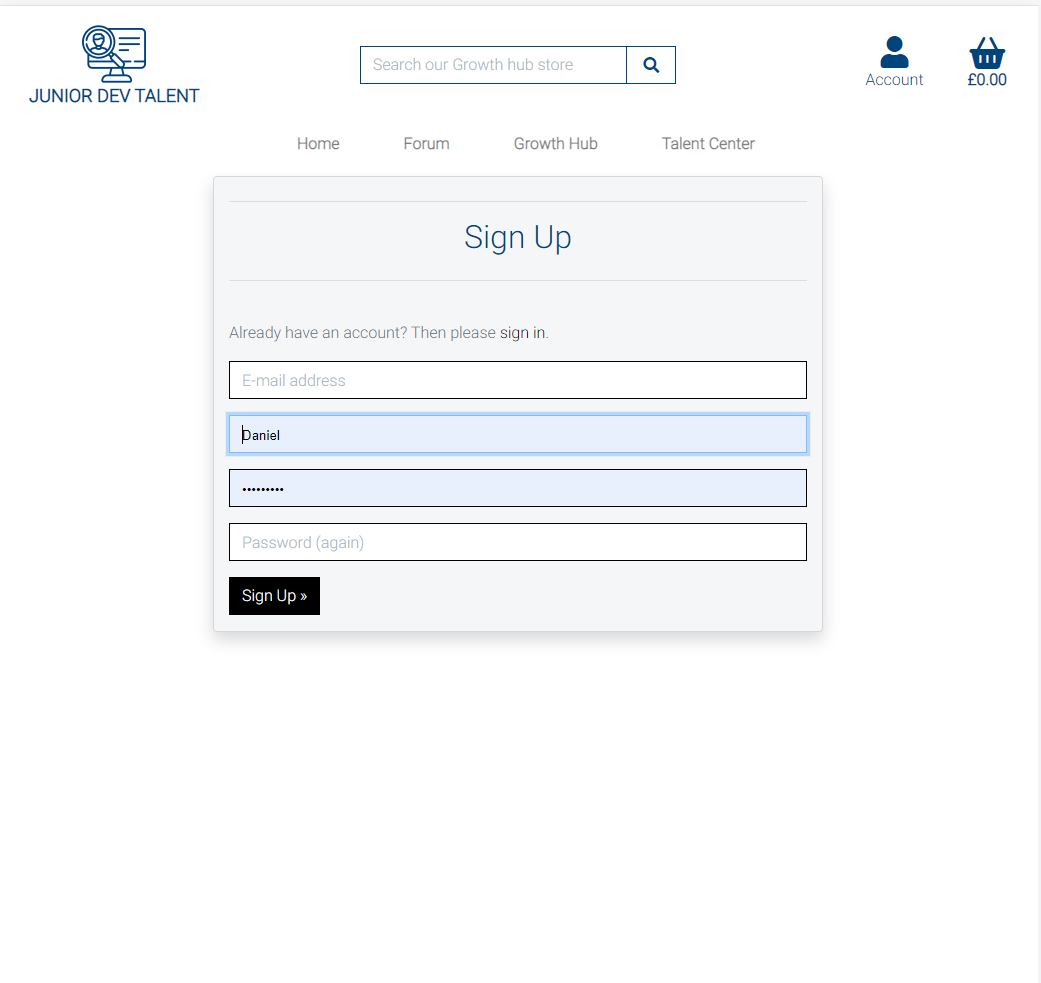 JUNIOR DEV TALENT
Search our Growth hub store
Account
£0.00
Home Forum Growth Hub Talent Center
Sign Up
Already have an account? Then please sign in.
E-mail address
Daniel
•••••••••
Password (again)
Sign Up »